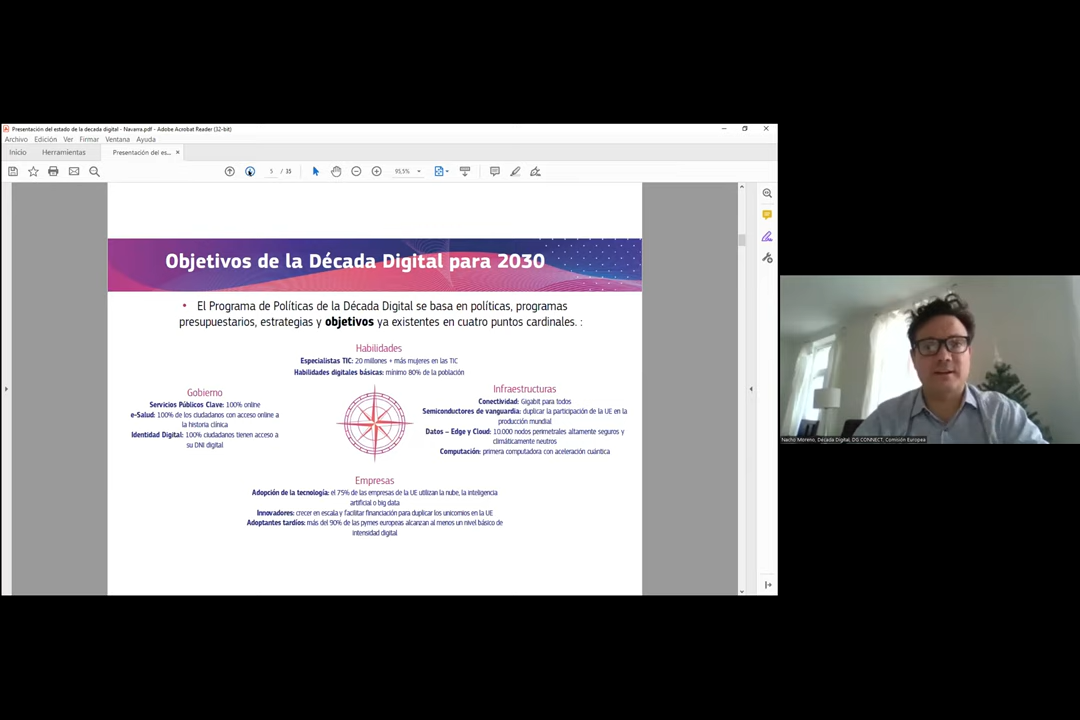 Presentación del estado de la decada digital - Navarra.pdf - Adobe Acrobat Reader (32-bit)
Archivo Edición Ver Firmar Ventana Ayuda
Inicio Herramientas Presentación del es... ×
5 / 35 93,5%
Objetivos de la Década Digital para 2030
• El Programa de Políticas de la Década Digital se basa en políticas, programas
presupuestarios, estrategias y objetivos ya existentes en cuatro puntos cardinales. :
Habilidades
Especialistas TIC: 20 millones + más mujeres en las TIC
Habilidades digitales básicas: mínimo 80% de la población
Gobierno
Servicios Públicos Clave: 100% online
e-Salud: 100% de los ciudadanos con acceso online a
la historia clínica
Identidad Digital: 100% ciudadanos tienen acceso a
su DNI digital
Infraestructuras
Conectividad: Gigabit para todos
Semiconductores de vanguardia: duplicar la participación de la UE en la
producción mundial
Datos – Edge y Cloud: 10.000 nodos perimetrales altamente seguros y
climáticamente neutros
Computación: primera computadora con aceleración cuántica
Empresas
Adopción de la tecnología: el 75% de las empresas de la UE utilizan la nube, la inteligencia
artificial o big data
Innovadores: crecer en escala y facilitar financiación para duplicar los unicornios en la UE
Adoptantes tardíos: más del 90% de las pymes europeas alcanzan al menos un nivel básico de
intensidad digital
Nacho Moreno, Década Digital, DG CONNECT, Comisión Europea